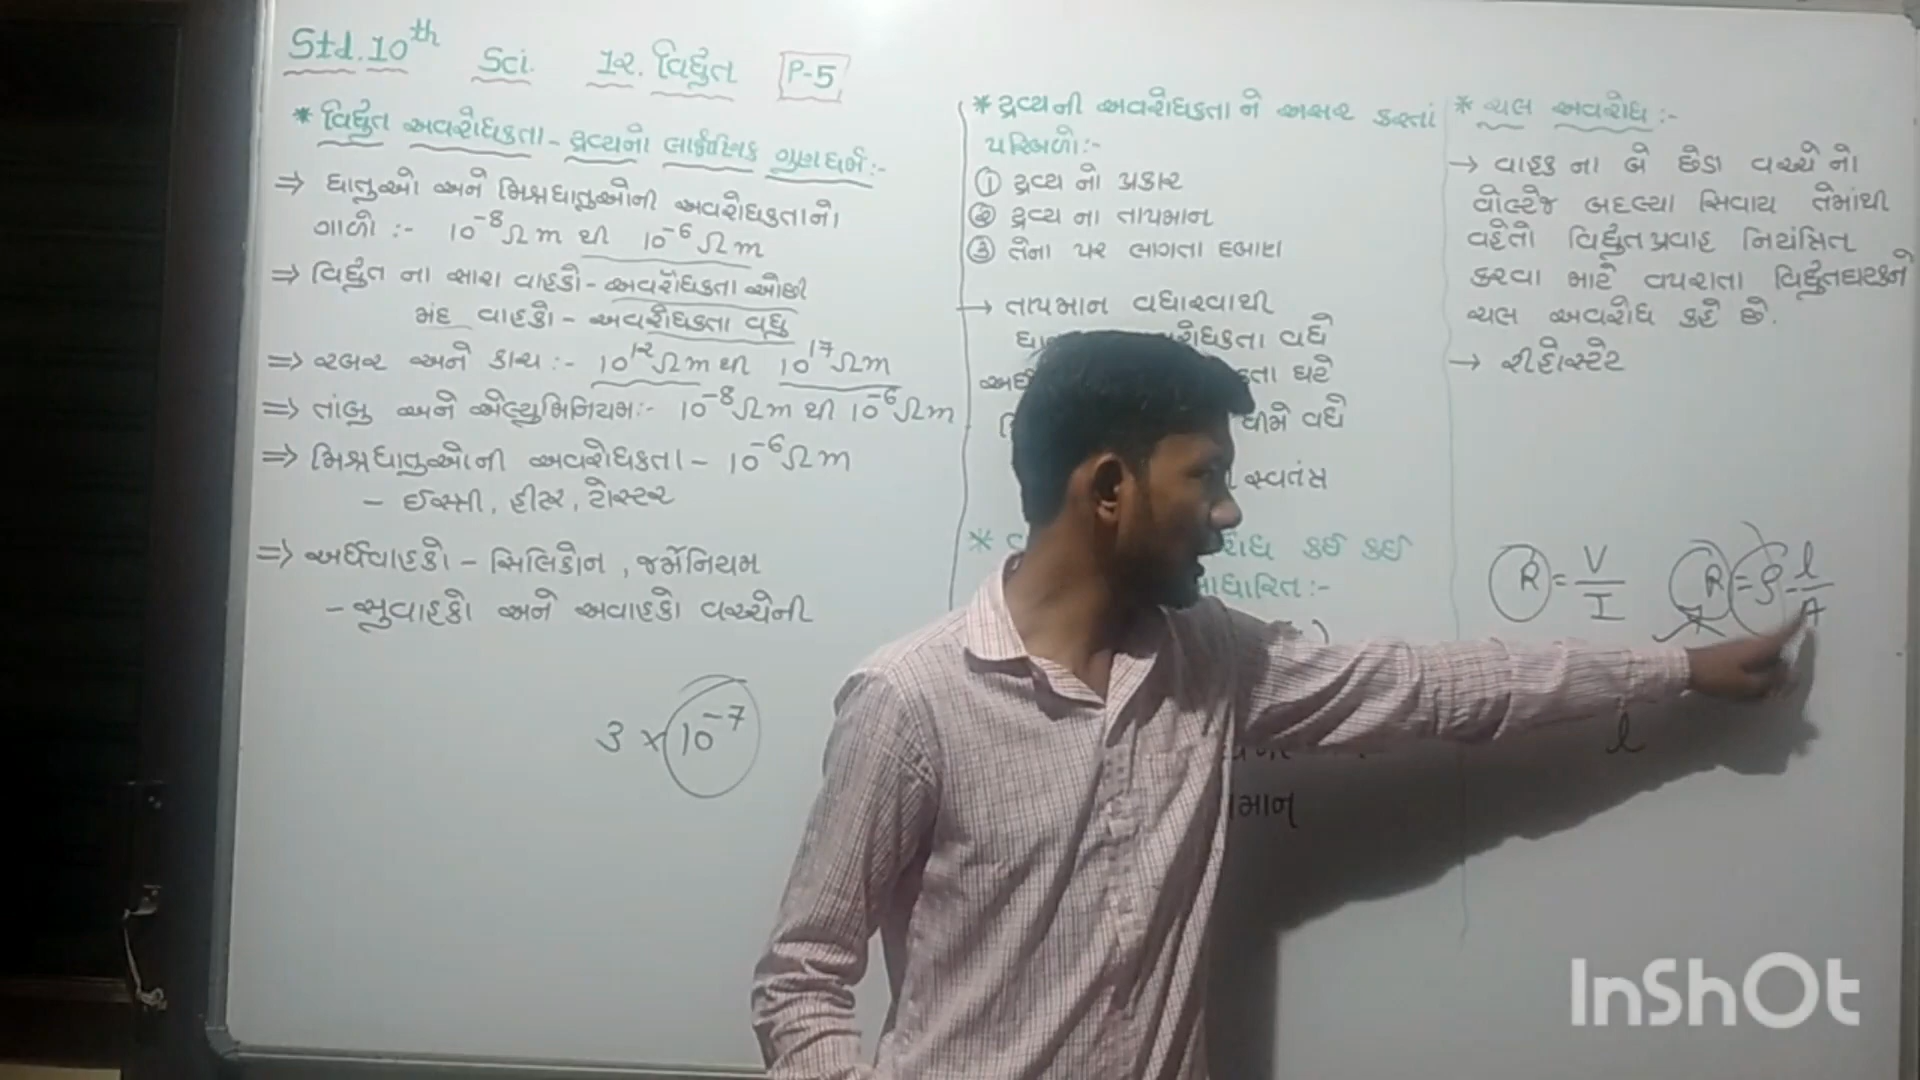 Std.10th Sci. 12. વિદ્યુત P-5
* વિદ્યુત અવરોધકતા - દ્રવ્યનો લાક્ષણિક ગુણધર્મ :-
⇒ ધાતુઓ અને મિશ્રધાતુઓની અવરોધકતાનો
ગાળો :- 10⁻⁸ Ωm થી 10⁻⁶ Ωm
⇒ વિદ્યુત ના સારા વાહકો - અવરોધકતા ઓછી
મંદ વાહકો - અવરોધકતા વધુ
⇒ રબર અને કાચ :- 10¹² Ωm થી 10¹⁷ Ωm
⇒ તાંબુ અને એલ્યુમિનિયમ :- 10⁻⁸ Ωm થી 10⁻⁶ Ωm
⇒ મિશ્રધાતુઓની અવરોધકતા - 10⁻⁶ Ωm
- ઈસ્ત્રી, હીટર, ટોસ્ટર
⇒ અર્ધવાહકો - સિલિકોન, જર્મેનિયમ
- સુવાહકો અને અવાહકો વચ્ચેની
3 × 10⁻⁷
* દ્રવ્યની અવરોધકતા ને અસર કરતાં
પરિબળો :-
① દ્રવ્ય નો પ્રકાર
② દ્રવ્ય ના તાપમાન
③ તેના પર લાગતા દબાણ
→ તાપમાન વધારવાથી
વધે
ઘટે
ધીમે વધે
સ્વતંત્ર
* કઈ કઈ
આધારિત :-
* ચલ અવરોધ :-
→ વાહક ના બે છેડા વચ્ચે નો
વોલ્ટેજ બદલ્યા સિવાય તેમાંથી
વહેતો વિદ્યુતપ્રવાહ નિયંત્રિત
કરવા માટે વપરાતા વિદ્યુતઘટકને
ચલ અવરોધ કહે છે.
→ રીહોસ્ટેટ
R = V/I R = ρ l/A
l
InShOt